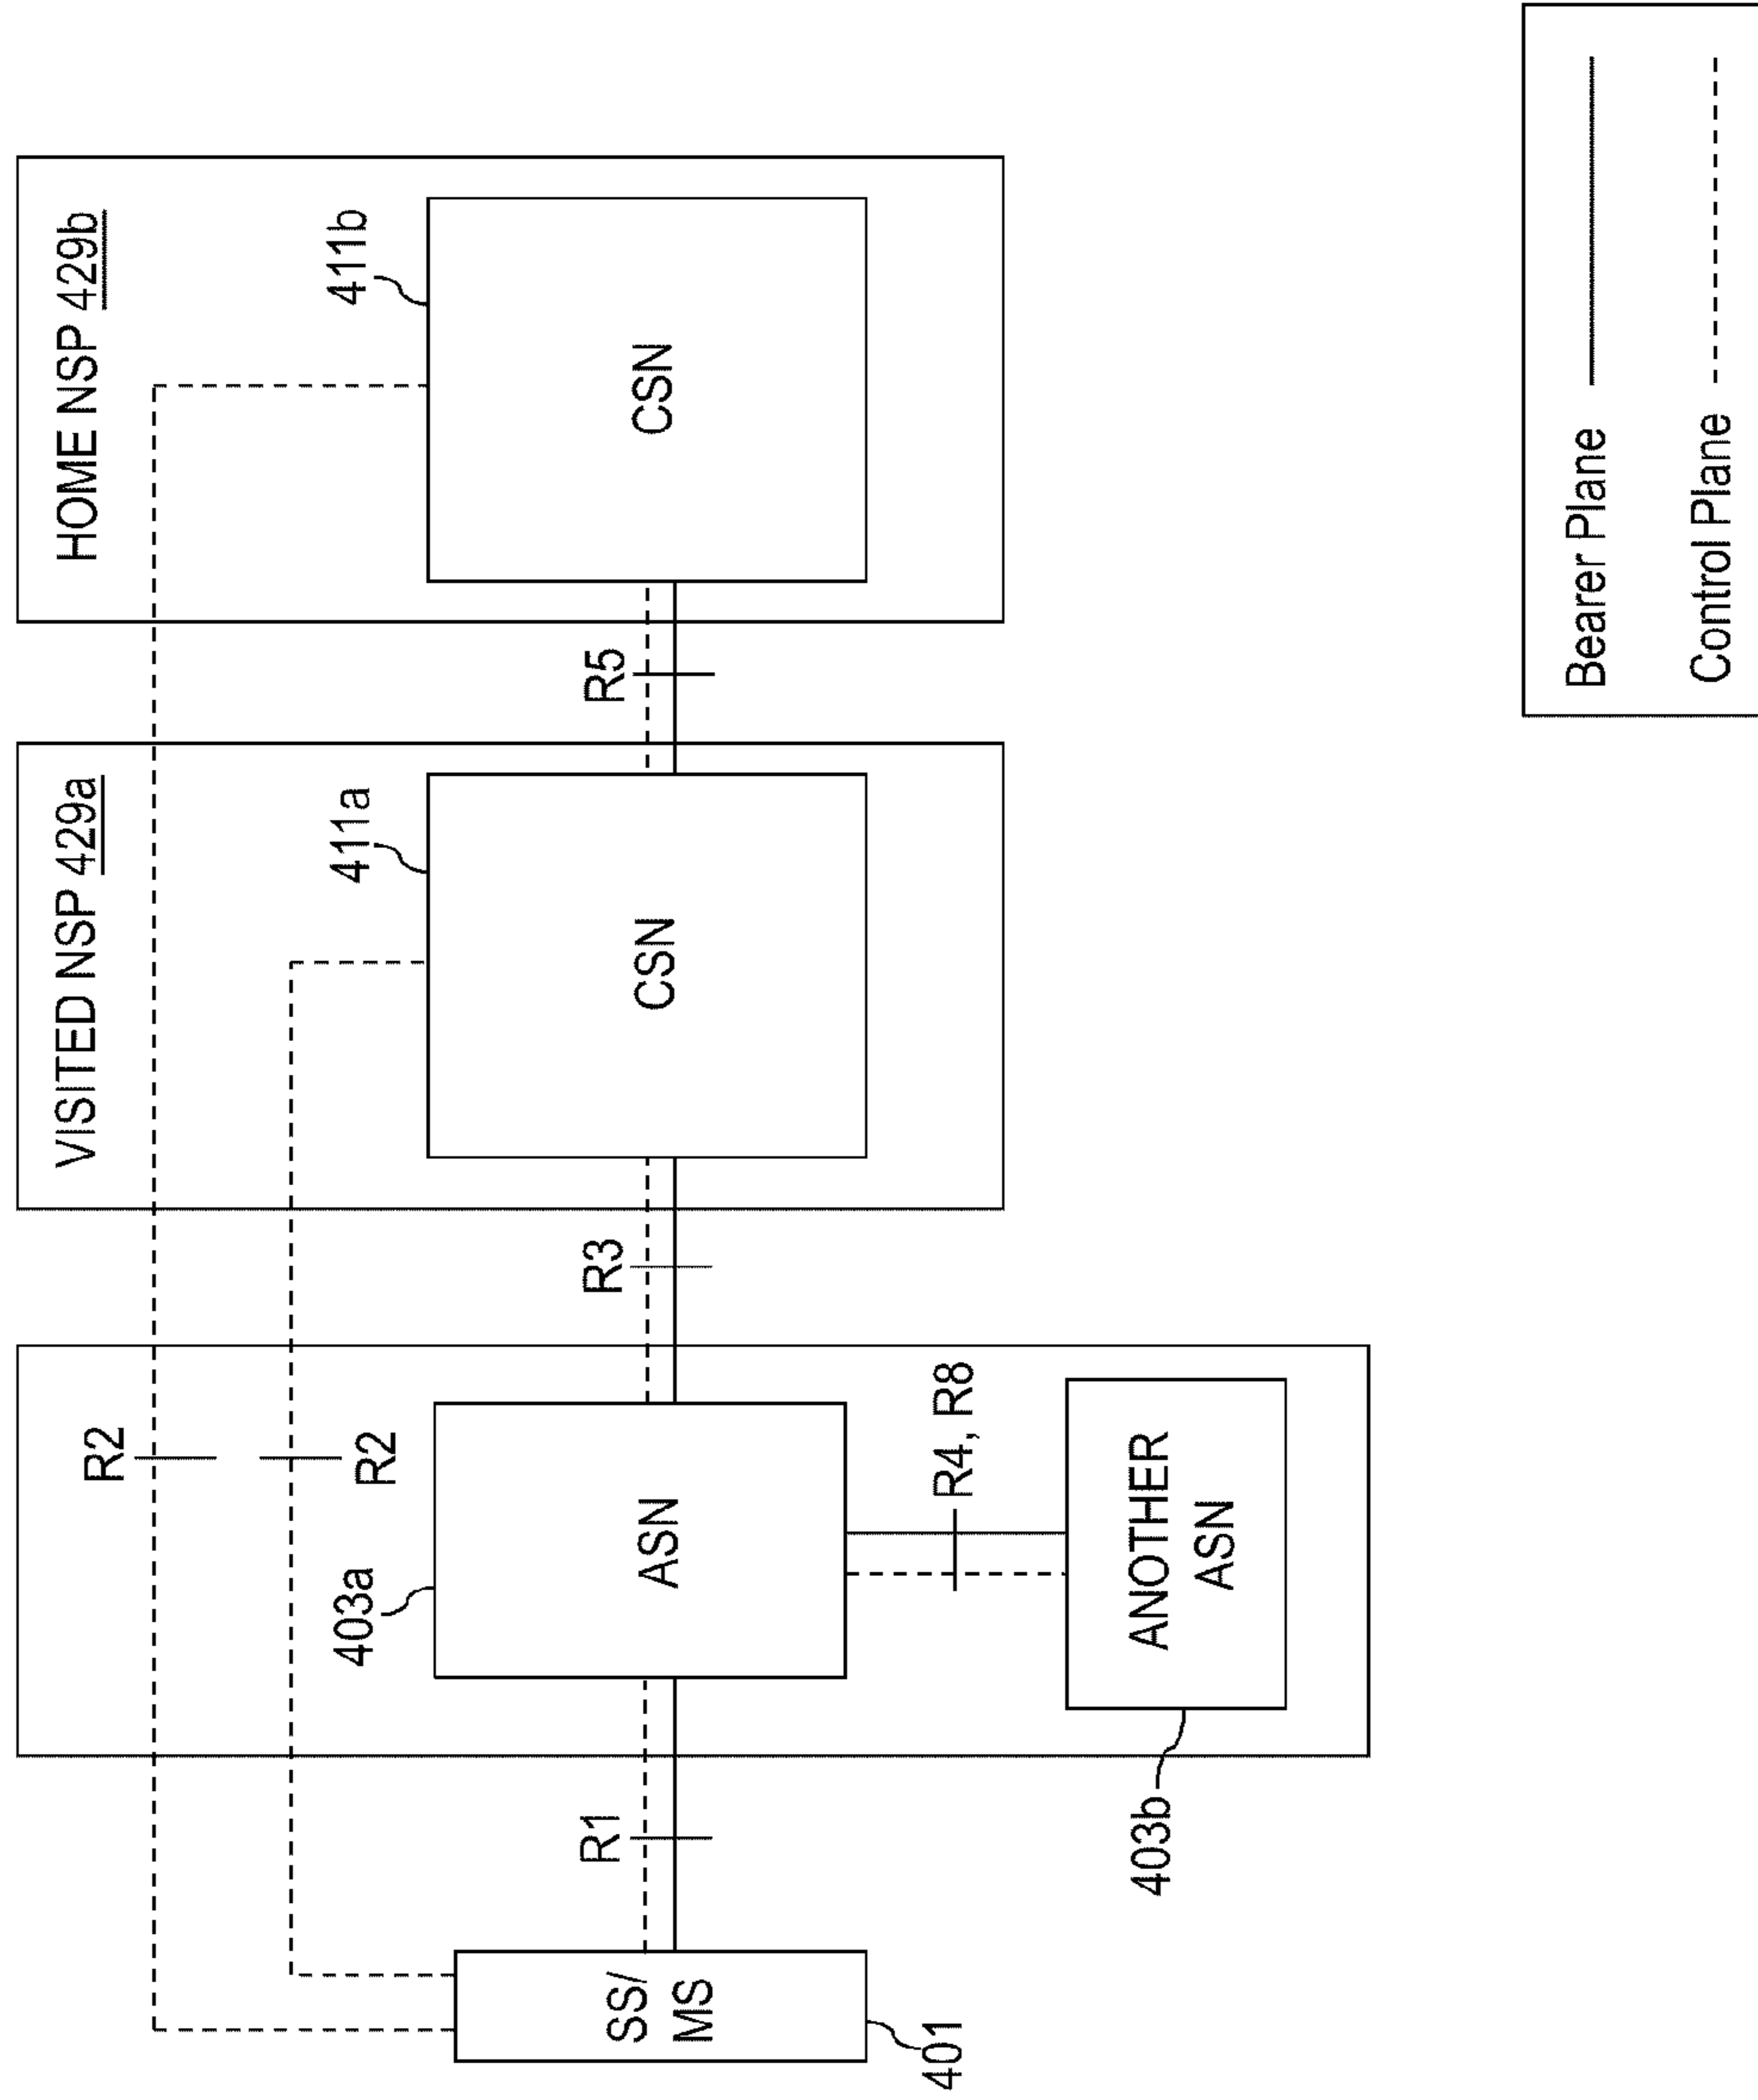 R2
VISITED NSP 429a
HOME NSP 429b
R2
403a
411a
411b
SS/
MS
R1
ASN
R3
CSN
R5
CSN
401
R4, R8
403b
ANOTHER
ASN
Bearer Plane
Control Plane